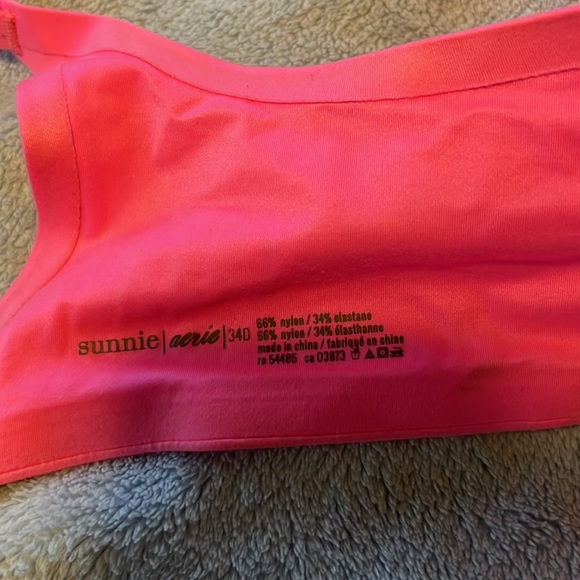 sunnie | aerie | 34D
66% nylon / 34% elastane
66% nylon / 34% élasthanne
made in china / fabriqué en chine
rn 54485 ca 03873